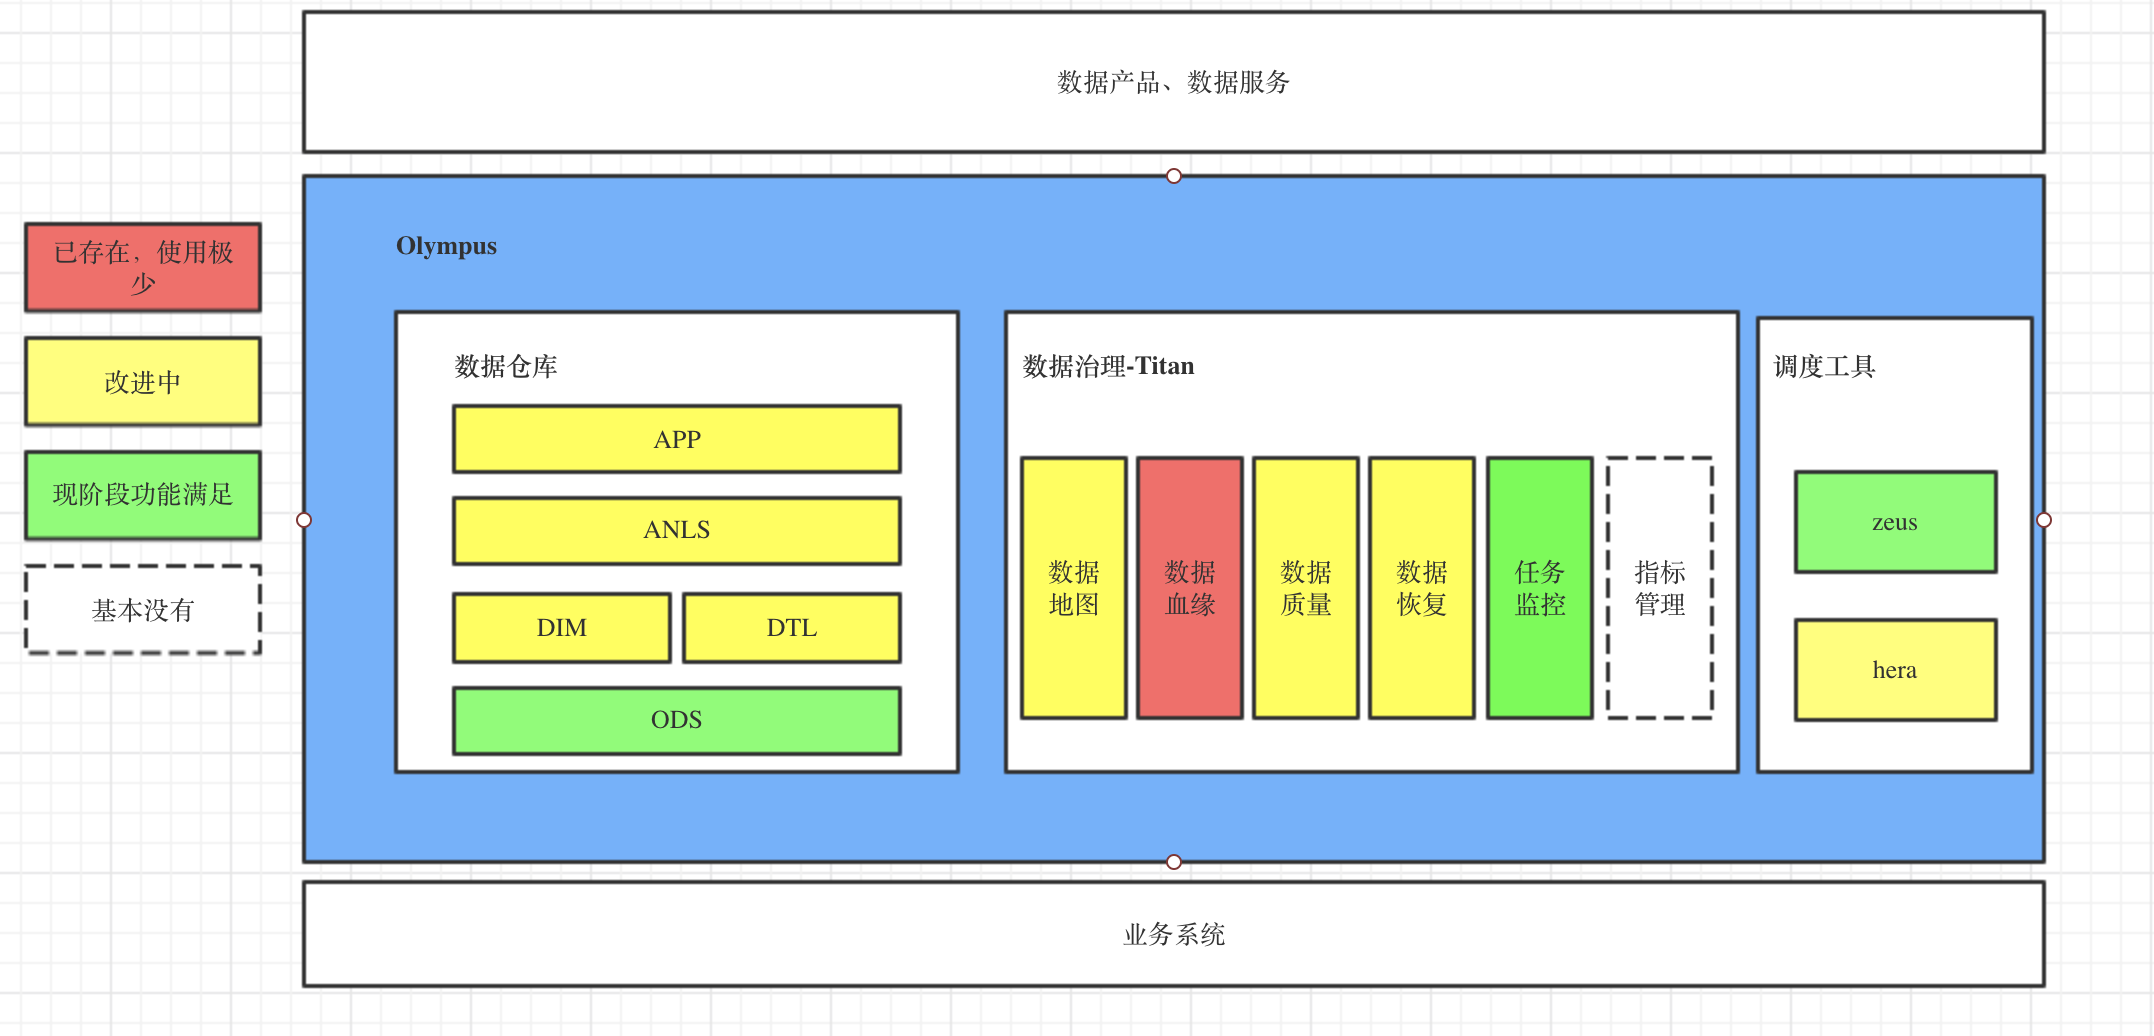 数据产品、数据服务
已存在，使用极
少
改进中
现阶段功能满足
基本没有
Olympus
数据仓库
APP
ANLS
DIM
DTL
ODS
数据治理-Titan
数据
地图
数据
血缘
数据
质量
数据
恢复
任务
监控
指标
管理
调度工具
zeus
hera
业务系统